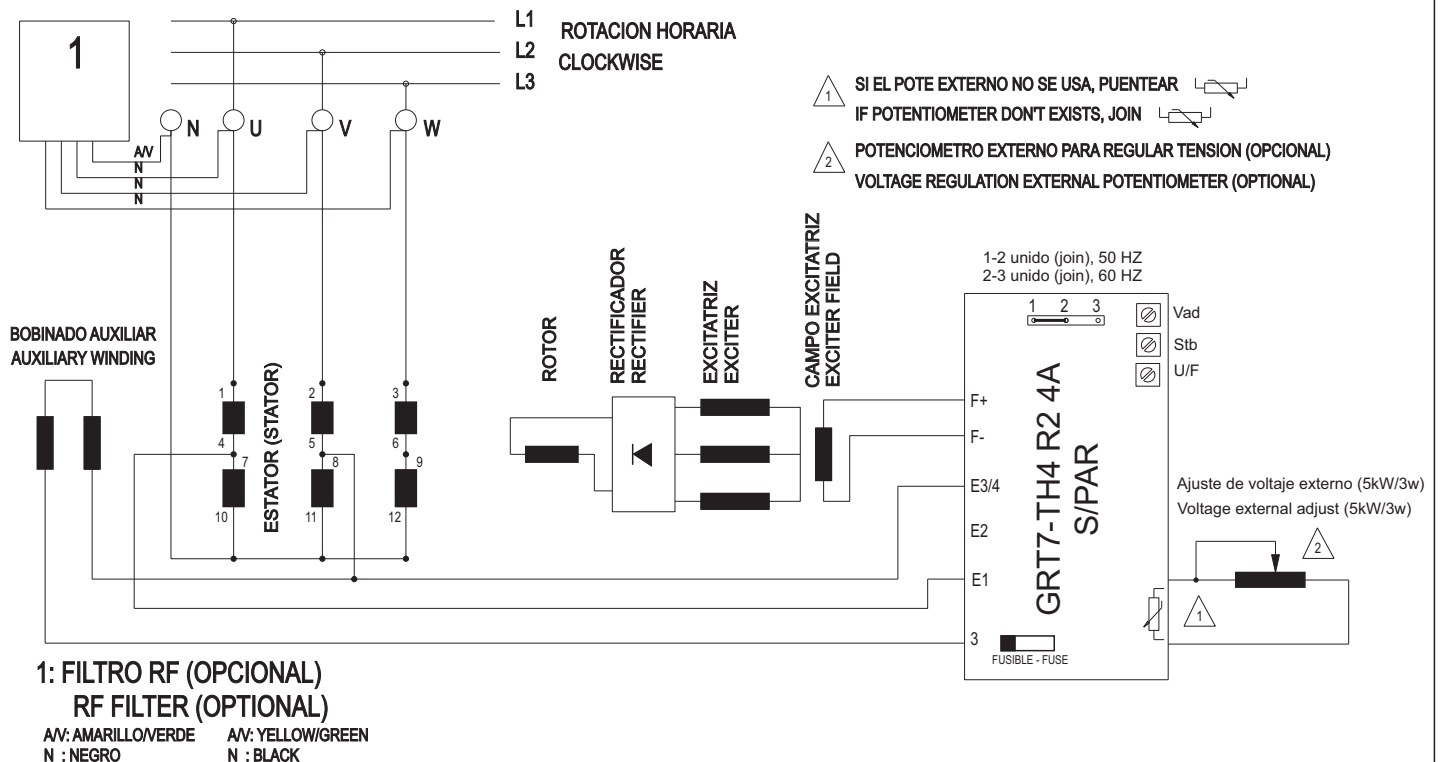 1
L1
L2
L3
ROTACION HORARIA
CLOCKWISE
N
U
V
W
A/V
N
N
N
1
SI EL POTE EXTERNO NO SE USA, PUENTEAR
IF POTENTIOMETER DON'T EXISTS, JOIN
2
POTENCIOMETRO EXTERNO PARA REGULAR TENSION (OPCIONAL)
VOLTAGE REGULATION EXTERNAL POTENTIOMETER (OPTIONAL)
BOBINADO AUXILIAR
AUXILIARY WINDING
1
2
3
4
5
6
7
8
9
10
11
12
ESTATOR (STATOR)
ROTOR
RECTIFICADOR
RECTIFIER
EXCITATRIZ
EXCITER
CAMPO EXCITATRIZ
EXCITER FIELD
1-2 unido (join), 50 HZ
2-3 unido (join), 60 HZ
1 2 3
Vad
Stb
U/F
F+
F-
E3/4
E2
E1
3
GRT7-TH4 R2 4A
S/PAR
FUSIBLE - FUSE
Ajuste de voltaje externo (5kW/3w)
Voltage external adjust (5kW/3w)
2
1
1: FILTRO RF (OPCIONAL)
RF FILTER (OPTIONAL)
A/V: AMARILLO/VERDE A/V: YELLOW/GREEN
N : NEGRO N : BLACK